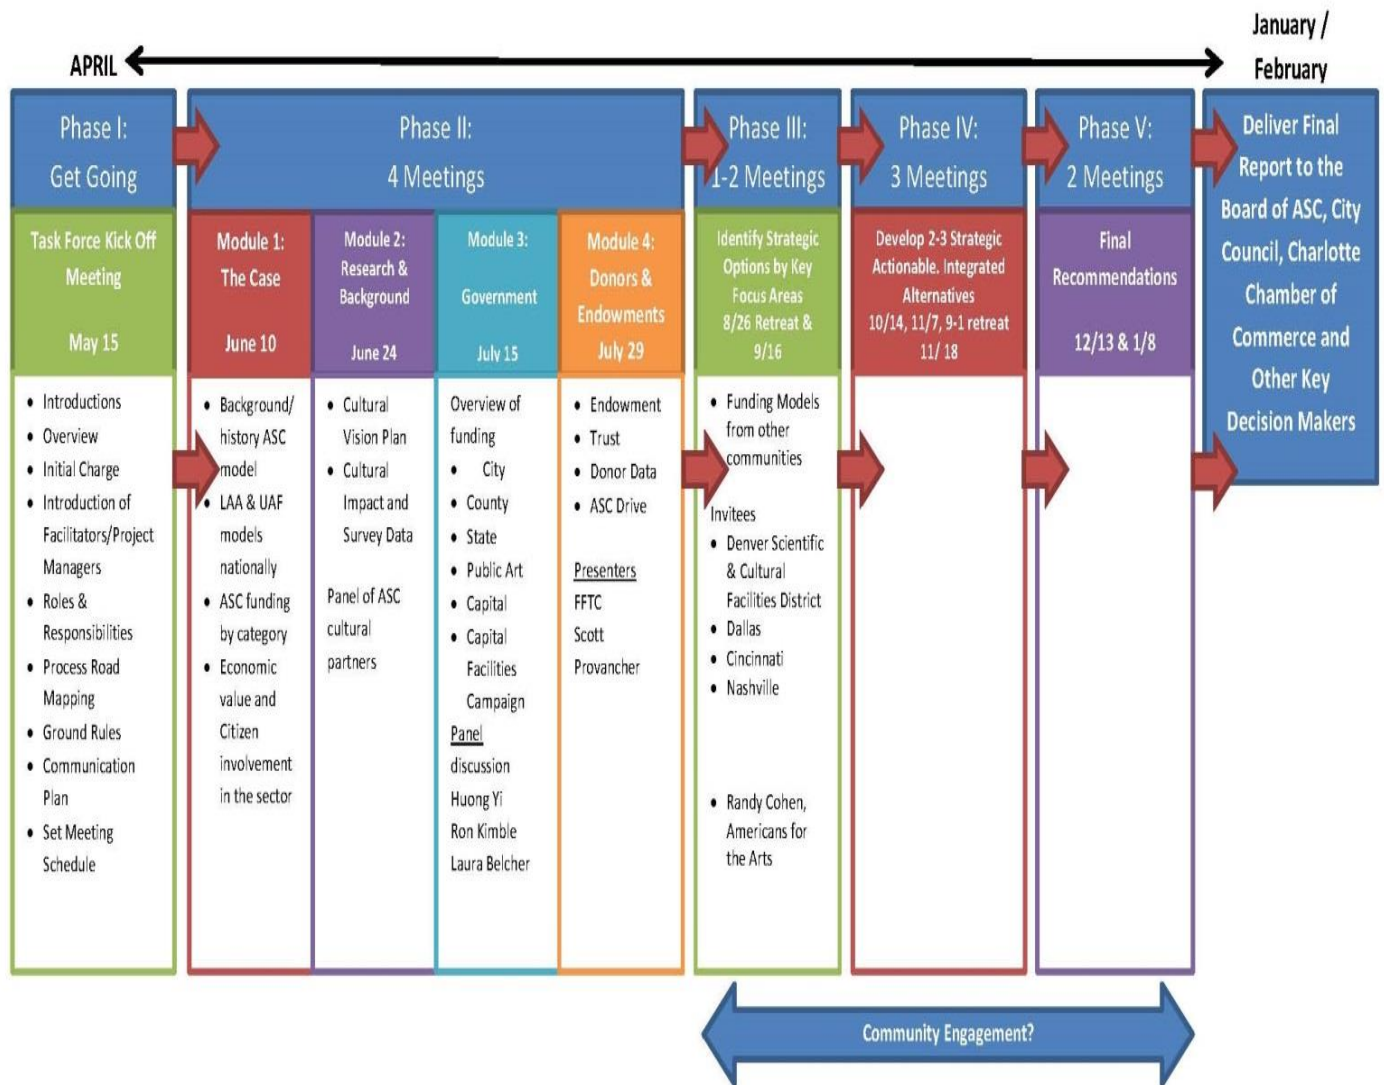 January /
February
APRIL
Phase I:
Get Going
Phase II:
4 Meetings
Phase III:
1-2 Meetings
Phase IV:
3 Meetings
Phase V:
2 Meetings
Deliver Final
Report to the
Board of ASC, City
Council, Charlotte
Chamber of
Commerce and
Other Key
Decision Makers
Task Force Kick Off
Meeting
May 15
Module 1:
The Case
June 10
Module 2:
Research &
Background
June 24
Module 3:
Government
July 15
Module 4:
Donors &
Endowments
July 29
Identify Strategic
Options by Key
Focus Areas
8/26 Retreat &
9/16
Develop 2-3 Strategic
Actionable. Integrated
Alternatives
10/14, 11/7, 9-1 retreat
11/ 18
Final
Recommendations
12/13 & 1/8
• Introductions
• Overview
• Initial Charge
• Introduction of
Facilitators/Project
Managers
• Roles &
Responsibilities
• Process Road
Mapping
• Ground Rules
• Communication
Plan
• Set Meeting
Schedule
• Background/
history ASC
model
• LAA & UAF
models
nationally
• ASC funding
by category
• Economic
value and
Citizen
involvement
in the sector
• Cultural
Vision Plan
• Cultural
Impact and
Survey Data
Panel of ASC
cultural
partners
Overview of
funding
• City
• County
• State
• Public Art
• Capital
• Capital
Facilities
Campaign
Panel
discussion
Huong Yi
Ron Kimble
Laura Belcher
• Endowment
• Trust
• Donor Data
• ASC Drive
Presenters
FFTC
Scott
Provancher
• Funding Models
from other
communities
Invitees
• Denver Scientific
& Cultural
Facilities District
• Dallas
• Cincinnati
• Nashville
• Randy Cohen,
Americans for
the Arts
Community Engagement?